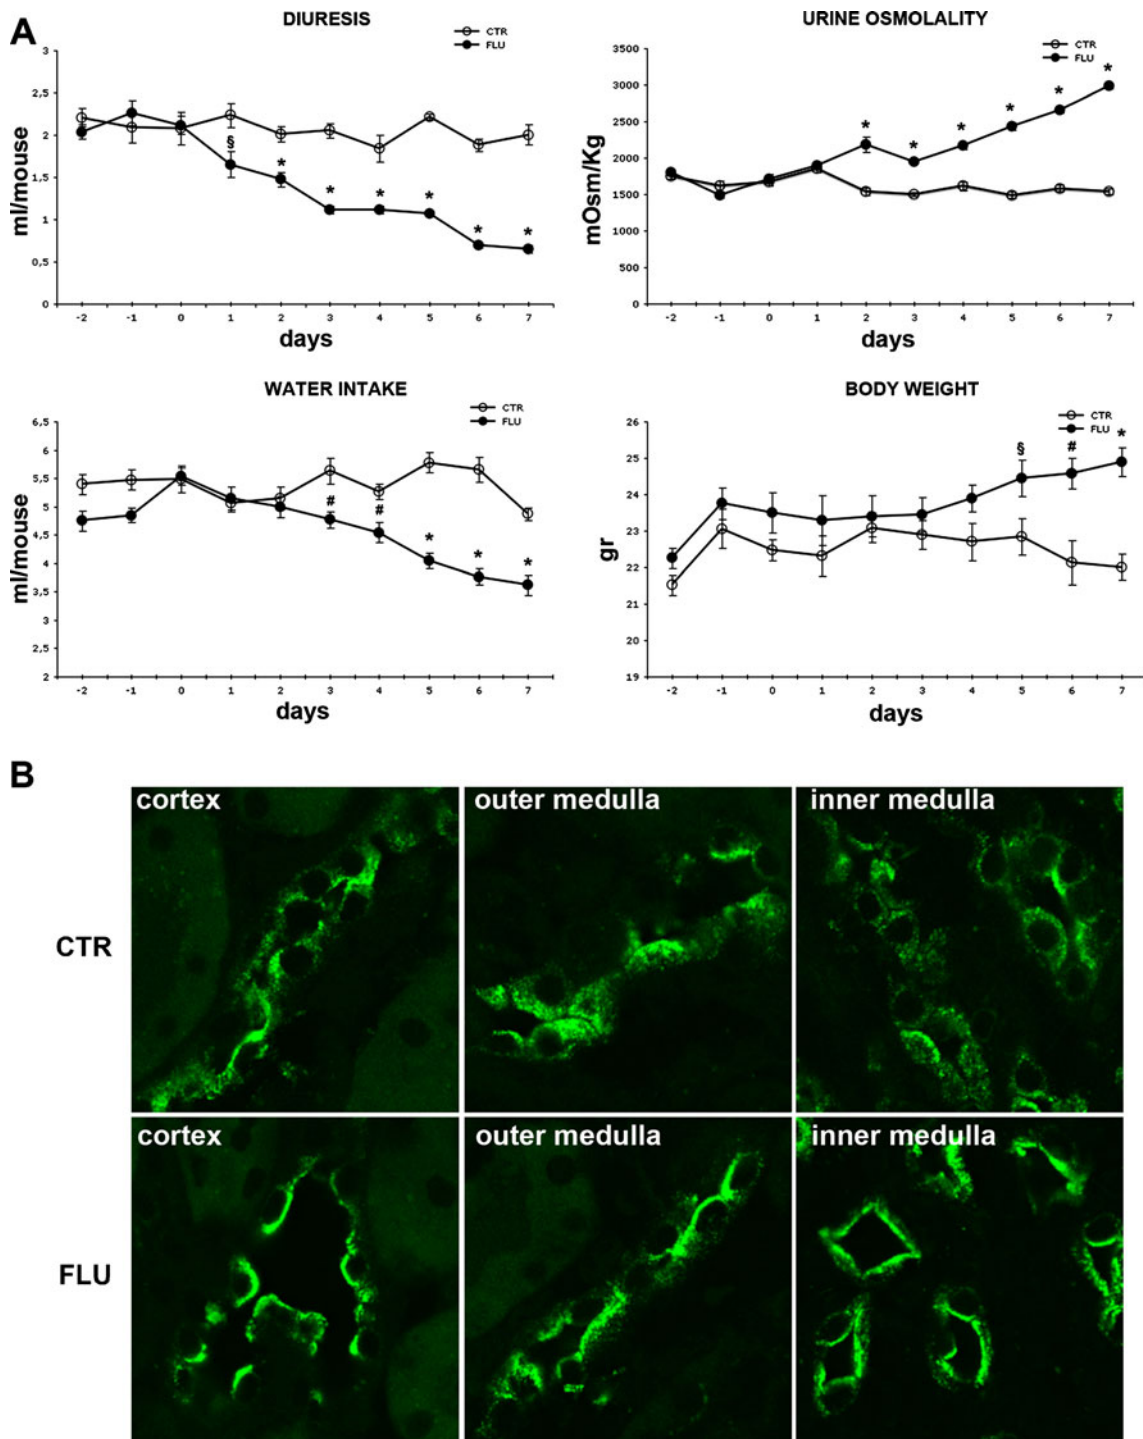 A
DIURESIS
CTR
FLU
3
2,5
2
1,5
1
0,5
0
ml/mouse
§
*
*
*
*
*
*
-2 -1 0 1 2 3 4 5 6 7
days
URINE OSMOLALITY
CTR
FLU
3500
3000
2500
2000
1500
1000
500
0
mOsm/Kg
*
*
*
*
*
*
-2 -1 0 1 2 3 4 5 6 7
days
WATER INTAKE
CTR
FLU
6,5
6
5,5
5
4,5
4
3,5
3
2,5
2
ml/mouse
#
#
*
*
*
-2 -1 0 1 2 3 4 5 6 7
days
BODY WEIGHT
CTR
FLU
26
25
24
23
22
21
20
19
gr
§
#
*
-2 -1 0 1 2 3 4 5 6 7
days
B
cortex
outer medulla
inner medulla
CTR
cortex
outer medulla
inner medulla
FLU